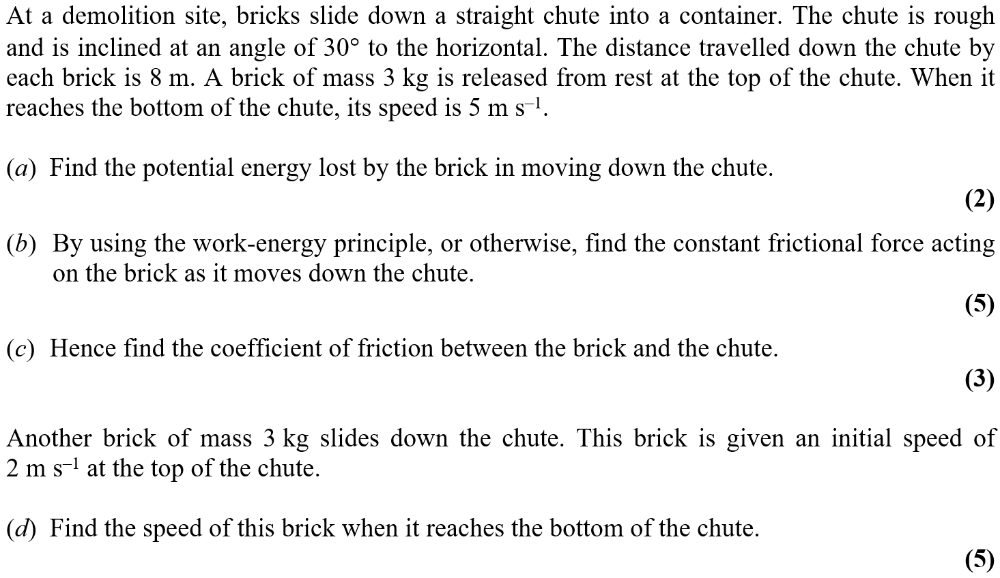 At a demolition site, bricks slide down a straight chute into a container. The chute is rough
and is inclined at an angle of 30° to the horizontal. The distance travelled down the chute by
each brick is 8 m. A brick of mass 3 kg is released from rest at the top of the chute. When it
reaches the bottom of the chute, its speed is 5 m s⁻¹.
(a) Find the potential energy lost by the brick in moving down the chute.
(2)
(b) By using the work-energy principle, or otherwise, find the constant frictional force acting
on the brick as it moves down the chute.
(5)
(c) Hence find the coefficient of friction between the brick and the chute.
(3)
Another brick of mass 3 kg slides down the chute. This brick is given an initial speed of
2 m s⁻¹ at the top of the chute.
(d) Find the speed of this brick when it reaches the bottom of the chute.
(5)